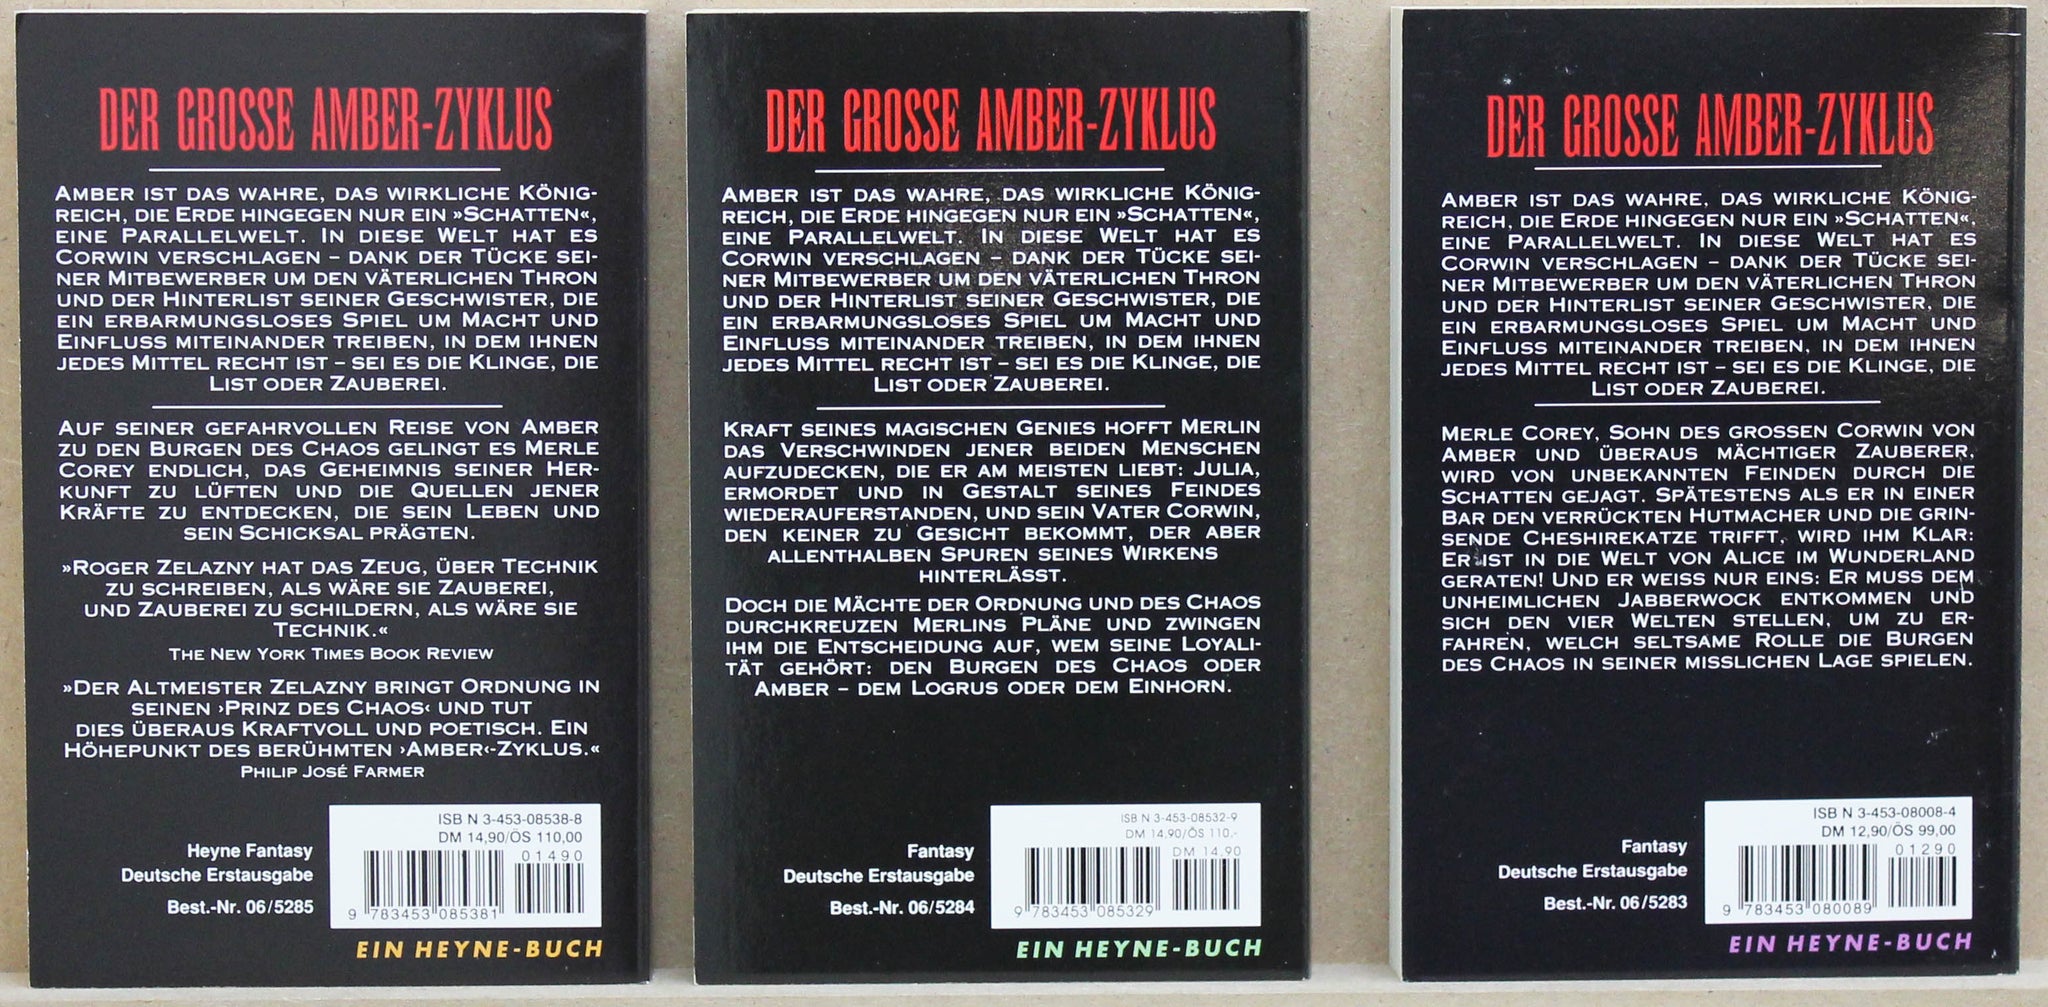 DER GROSSE AMBER-ZYKLUS
AMBER IST DAS WAHRE, DAS WIRKLICHE KÖNIG-
REICH, DIE ERDE HINGEGEN NUR EIN »SCHATTEN«,
EINE PARALLELWELT. IN DIESE WELT HAT ES
CORWIN VERSCHLAGEN – DANK DER TÜCKE SEI-
NER MITBEWERBER UM DEN VÄTERLICHEN THRON
UND DER HINTERLIST SEINER GESCHWISTER, DIE
EIN ERBARMUNGSLOSES SPIEL UM MACHT UND
EINFLUSS MITEINANDER TREIBEN, IN DEM IHNEN
JEDES MITTEL RECHT IST – SEI ES DIE KLINGE, DIE
LIST ODER ZAUBEREI.
AUF SEINER GEFAHRVOLLEN REISE VON AMBER
ZU DEN BURGEN DES CHAOS GELINGT ES MERLE
COREY ENDLICH, DAS GEHEIMNIS SEINER HER-
KUNFT ZU LÜFTEN UND DIE QUELLEN JENER
KRÄFTE ZU ENTDECKEN, DIE SEIN LEBEN UND
SEIN SCHICKSAL PRÄGTEN.
»ROGER ZELAZNY HAT DAS ZEUG, ÜBER TECHNIK
ZU SCHREIBEN, ALS WÄRE SIE ZAUBEREI,
UND ZAUBEREI ZU SCHILDERN, ALS WÄRE SIE
TECHNIK.«
THE NEW YORK TIMES BOOK REVIEW
»DER ALTMEISTER ZELAZNY BRINGT ORDNUNG IN
SEINEN ›PRINZ DES CHAOS‹ UND TUT
DIES ÜBERAUS KRAFTVOLL UND POETISCH. EIN
HÖHEPUNKT DES BERÜHMTEN ›AMBER‹-ZYKLUS.«
PHILIP JOSÉ FARMER
Heyne Fantasy
Deutsche Erstausgabe
Best.-Nr. 06/5285
ISBN 3-453-08538-8
DM 14,90/ÖS 110,00
01490
9 783453 085381
EIN HEYNE-BUCH
DER GROSSE AMBER-ZYKLUS
AMBER IST DAS WAHRE, DAS WIRKLICHE KÖNIG-
REICH, DIE ERDE HINGEGEN NUR EIN »SCHATTEN«,
EINE PARALLELWELT. IN DIESE WELT HAT ES
CORWIN VERSCHLAGEN – DANK DER TÜCKE SEI-
NER MITBEWERBER UM DEN VÄTERLICHEN THRON
UND DER HINTERLIST SEINER GESCHWISTER, DIE
EIN ERBARMUNGSLOSES SPIEL UM MACHT UND
EINFLUSS MITEINANDER TREIBEN, IN DEM IHNEN
JEDES MITTEL RECHT IST – SEI ES DIE KLINGE, DIE
LIST ODER ZAUBEREI.
KRAFT SEINES MAGISCHEN GENIES HOFFT MERLIN
DAS VERSCHWINDEN JENER BEIDEN MENSCHEN
AUFZUDECKEN, DIE ER AM MEISTEN LIEBT: JULIA,
ERMORDET UND IN GESTALT SEINES FEINDES
WIEDERAUFERSTANDEN, UND SEIN VATER CORWIN,
DEN KEINER ZU GESICHT BEKOMMT, DER ABER
ALLENTHALBEN SPUREN SEINES WIRKENS
HINTERLÄSST.
DOCH DIE MÄCHTE DER ORDNUNG UND DES CHAOS
DURCHKREUZEN MERLINS PLÄNE UND ZWINGEN
IHM DIE ENTSCHEIDUNG AUF, WEM SEINE LOYALI-
TÄT GEHÖRT: DEN BURGEN DES CHAOS ODER
AMBER – DEM LOGRUS ODER DEM EINHORN.
Fantasy
Deutsche Erstausgabe
Best.-Nr. 06/5284
ISBN 3-453-08532-9
DM 14,90/ÖS 110,-
DM 14,90
9 783453 085329
EIN HEYNE-BUCH
DER GROSSE AMBER-ZYKLUS
AMBER IST DAS WAHRE, DAS WIRKLICHE KÖNIG-
REICH, DIE ERDE HINGEGEN NUR EIN »SCHATTEN«,
EINE PARALLELWELT. IN DIESE WELT HAT ES
CORWIN VERSCHLAGEN – DANK DER TÜCKE SEI-
NER MITBEWERBER UM DEN VÄTERLICHEN THRON
UND DER HINTERLIST SEINER GESCHWISTER, DIE
EIN ERBARMUNGSLOSES SPIEL UM MACHT UND
EINFLUSS MITEINANDER TREIBEN, IN DEM IHNEN
JEDES MITTEL RECHT IST – SEI ES DIE KLINGE, DIE
LIST ODER ZAUBEREI.
MERLE COREY, SOHN DES GROSSEN CORWIN VON
AMBER UND ÜBERAUS MÄCHTIGER ZAUBERER,
WIRD VON UNBEKANNTEN FEINDEN DURCH DIE
SCHATTEN GEJAGT. SPÄTESTENS ALS ER IN EINER
BAR DEN VERRÜCKTEN HUTMACHER UND DIE GRIN-
SENDE CHESHIREKATZE TRIFFT, WIRD IHM KLAR:
ER IST IN DIE WELT VON ALICE IM WUNDERLAND
GERATEN! UND ER WEISS NUR EINS: ER MUSS DEM
UNHEIMLICHEN JABBERWOCK ENTKOMMEN UND
SICH DEN VIER WELTEN STELLEN, UM ZU ER-
FAHREN, WELCH SELTSAME ROLLE DIE BURGEN
DES CHAOS IN SEINER MISSLICHEN LAGE SPIELEN.
Fantasy
Deutsche Erstausgabe
Best.-Nr. 06/5283
ISBN 3-453-08008-4
DM 12,90/ÖS 99,00
01290
9 783453 080089
EIN HEYNE-BUCH